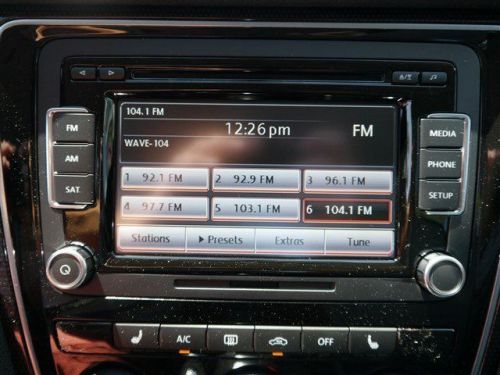 B/T
104.1 FM
FM
12:26 pm
FM
MEDIA
WAVE-104
AM
PHONE
1 92.1 FM 2 92.9 FM 3 96.1 FM
SAT.
SETUP
4 97.7 FM 5 103.1 FM 6 104.1 FM
Stations Presets Extras Tune
A/C OFF